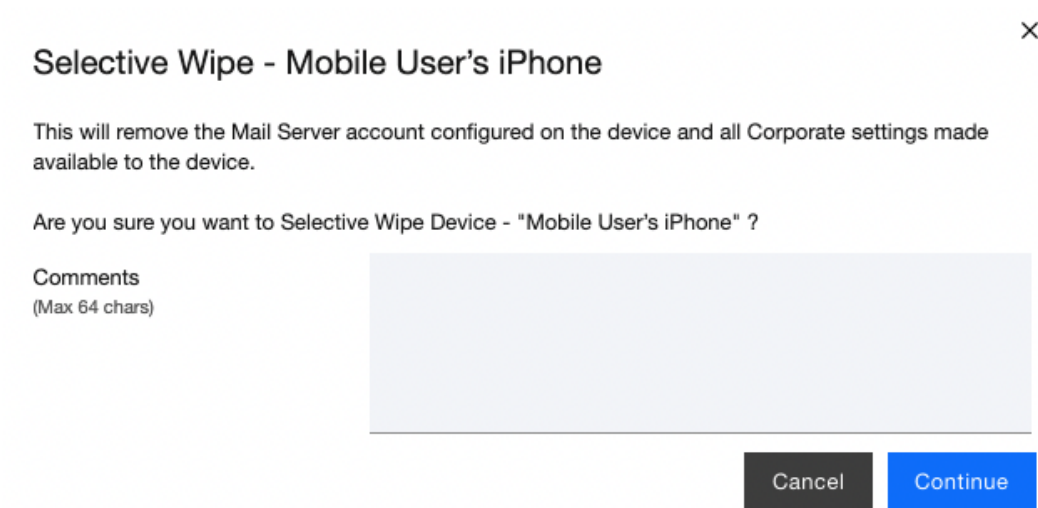 Selective Wipe - Mobile User’s iPhone
This will remove the Mail Server account configured on the device and all Corporate settings made
available to the device.
Are you sure you want to Selective Wipe Device - "Mobile User’s iPhone" ?
Comments
(Max 64 chars)
Cancel
Continue